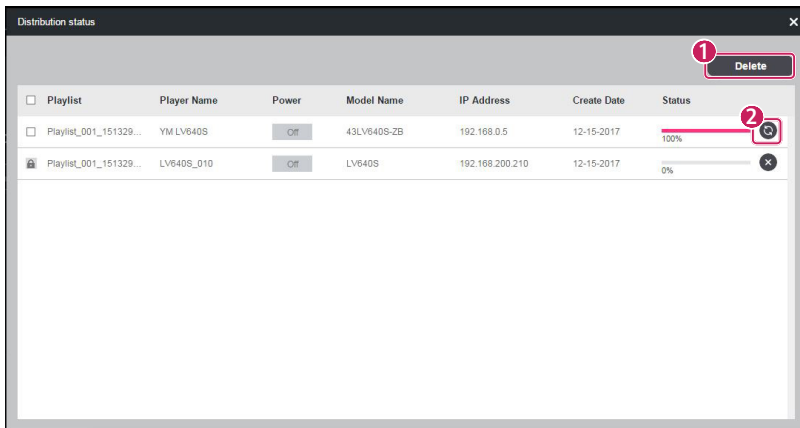 Distribution status
1
Delete
Playlist Player Name Power Model Name IP Address Create Date Status
2
Playlist_001_151329... YM LV640S Off 43LV640S-ZB 192.168.0.5 12-15-2017 100%
Playlist_001_151329... LV640S_010 Off LV640S 192.168.200.210 12-15-2017 0%